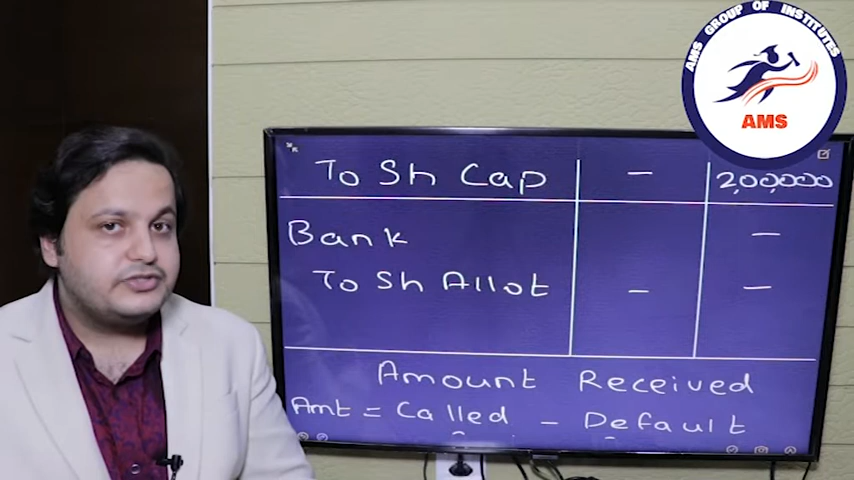 AMS GROUP OF INSTITUTES
AMS
To Sh Cap - 2,00,000
Bank -
To Sh Allot - -
Amount Received
Amt = Called - Default